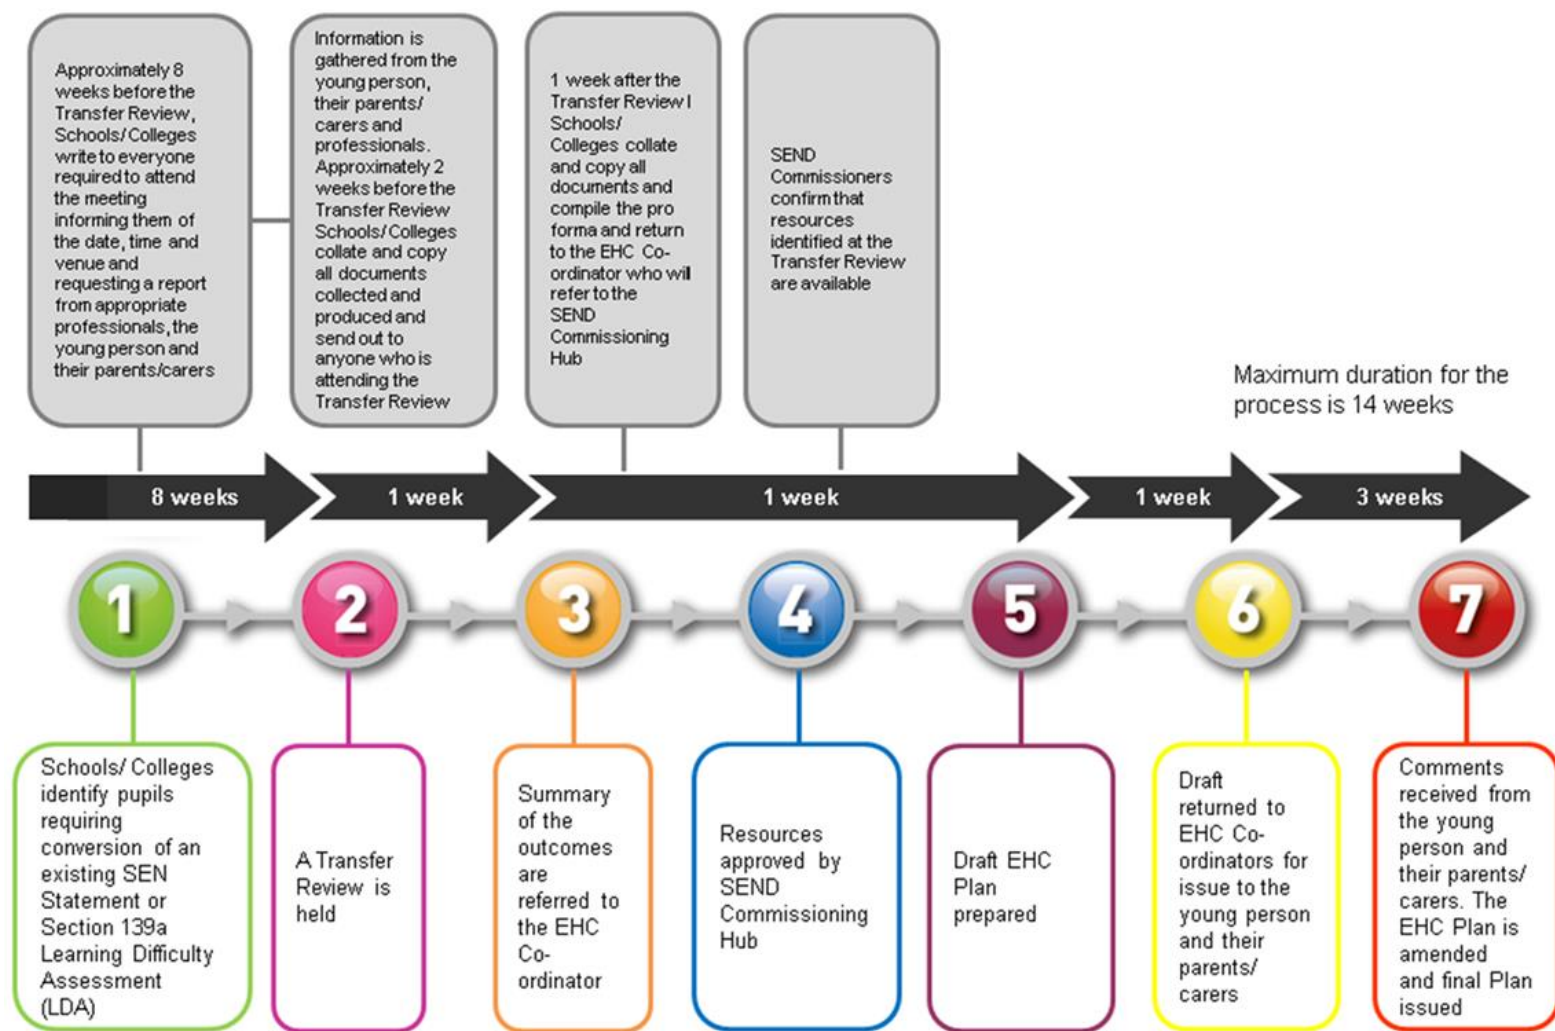 Approximately 8
weeks before the
Transfer Review,
Schools/Colleges
write to everyone
required to attend
the meeting
informing them of
the date, time and
venue and
requesting a report
from appropriate
professionals, the
young person and
their parents/carers
Information is
gathered from the
young person,
their parents/
carers and
professionals.
Approximately 2
weeks before the
Transfer Review
Schools/Colleges
collate and copy
all documents
collected and
produced and
send out to
anyone who is
attending the
Transfer Review
1 week after the
Transfer Review I
Schools/
Colleges collate
and copy all
documents and
compile the pro
forma and return
to the EHC Co-
ordinator who will
refer to the
SEND
Commissioning
Hub
SEND
Commissioners
confirm that
resources
identified at the
Transfer Review
are available
Maximum duration for the
process is 14 weeks
8 weeks
1 week
1 week
1 week
3 weeks
1
2
3
4
5
6
7
Schools/ Colleges
identify pupils
requiring
conversion of an
existing SEN
Statement or
Section 139a
Learning Difficulty
Assessment
(LDA)
A Transfer
Review is
held
Summary
of the
outcomes
are
referred to
the EHC
Co-
ordinator
Resources
approved by
SEND
Commissioning
Hub
Draft EHC
Plan
prepared
Draft
returned to
EHC Co-
ordinators for
issue to the
young person
and their
parents/
carers
Comments
received from
the young
person and
their parents/
carers. The
EHC Plan is
amended
and final Plan
issued